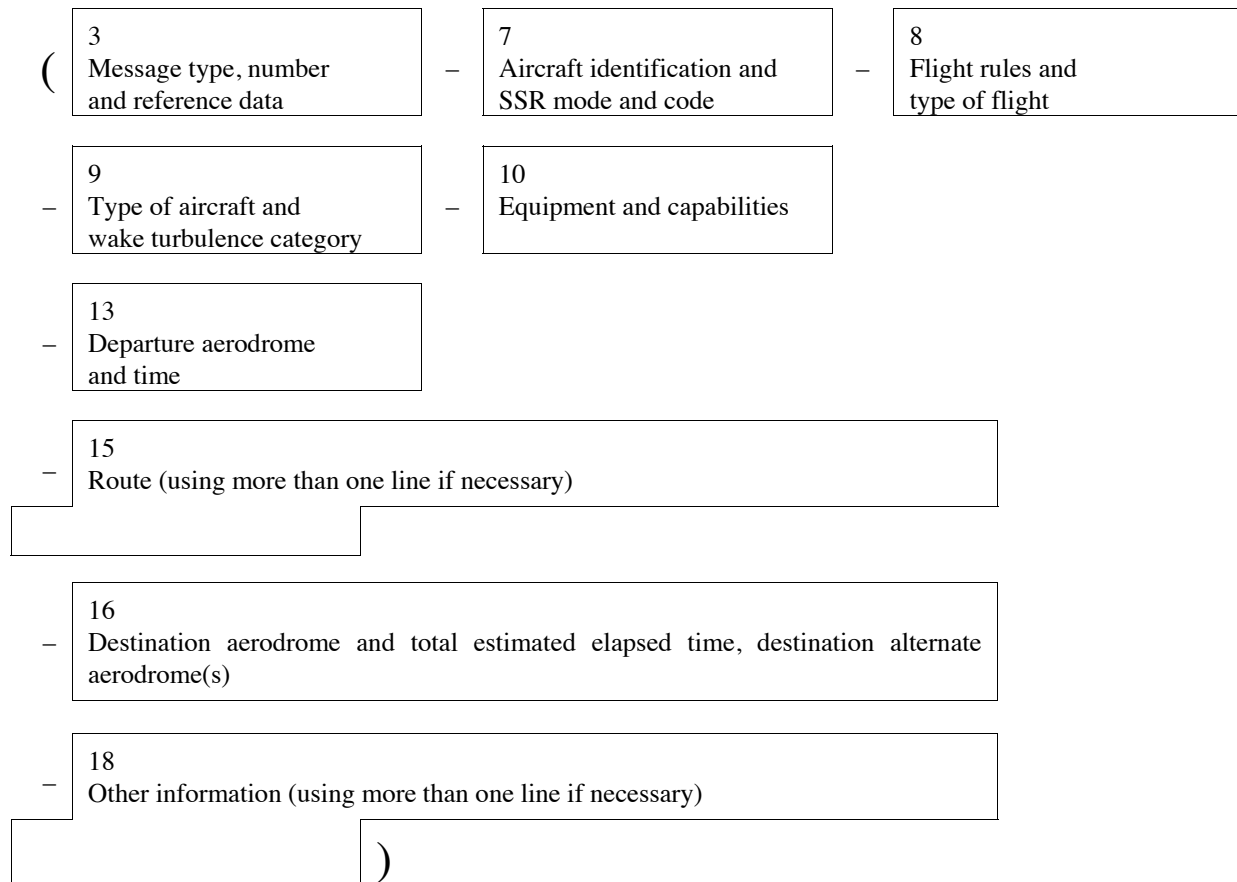 ( 3 – 7 – 8
Message type, number Aircraft identification and Flight rules and
and reference data SSR mode and code type of flight
– 9 – 10
Type of aircraft and Equipment and capabilities
wake turbulence category
– 13
Departure aerodrome
and time
– 15
Route (using more than one line if necessary)
– 16
Destination aerodrome and total estimated elapsed time, destination alternate
aerodrome(s)
– 18
Other information (using more than one line if necessary)
)